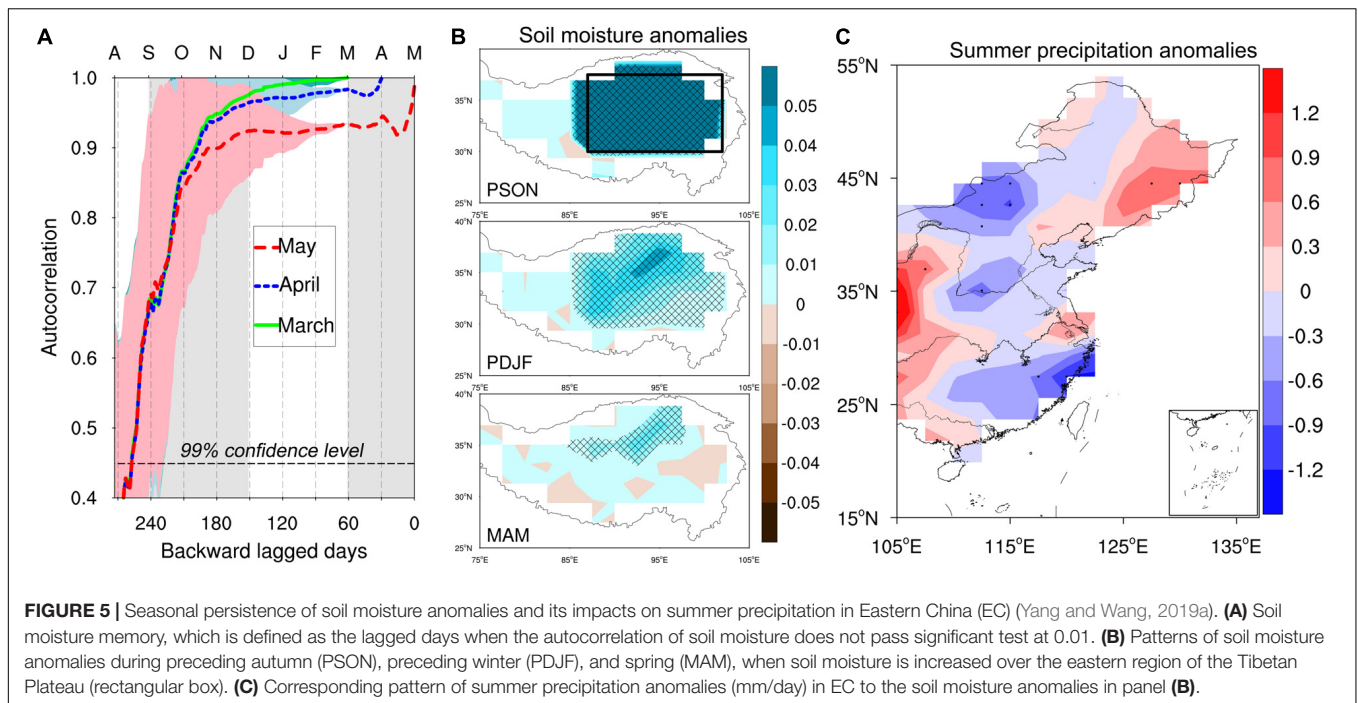 A
A S O N D J F M A M
1.0
0.9
0.8
0.7
0.6
0.5
0.4
Autocorrelation
May
April
March
99% confidence level
240 180 120 60 0
Backward lagged days
B
Soil moisture anomalies
35°N
30°N
25°N
PSON
75°E 85°E 95°E 105°E
40°N
35°N
30°N
25°N
PDJF
75°E 85°E 95°E 105°E
40°N
35°N
30°N
25°N
MAM
75°E 85°E 95°E 105°E
0.05
0.04
0.03
0.02
0.01
0
-0.01
-0.02
-0.03
-0.04
-0.05
C
Summer precipitation anomalies
55°N
45°N
35°N
25°N
15°N
105°E 115°E 125°E 135°E
1.2
0.9
0.6
0.3
0
-0.3
-0.6
-0.9
-1.2
FIGURE 5 | Seasonal persistence of soil moisture anomalies and its impacts on summer precipitation in Eastern China (EC) (Yang and Wang, 2019a). (A) Soil
moisture memory, which is defined as the lagged days when the autocorrelation of soil moisture does not pass significant test at 0.01. (B) Patterns of soil moisture
anomalies during preceding autumn (PSON), preceding winter (PDJF), and spring (MAM), when soil moisture is increased over the eastern region of the Tibetan
Plateau (rectangular box). (C) Corresponding pattern of summer precipitation anomalies (mm/day) in EC to the soil moisture anomalies in panel (B).